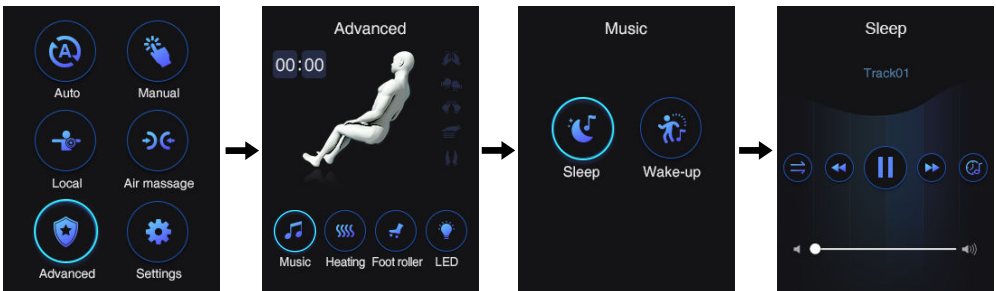 Auto Manual
Local Air massage
Advanced Settings
Advanced
00:00
Music Heating Foot roller LED
Music
Sleep Wake-up
Sleep
Track01